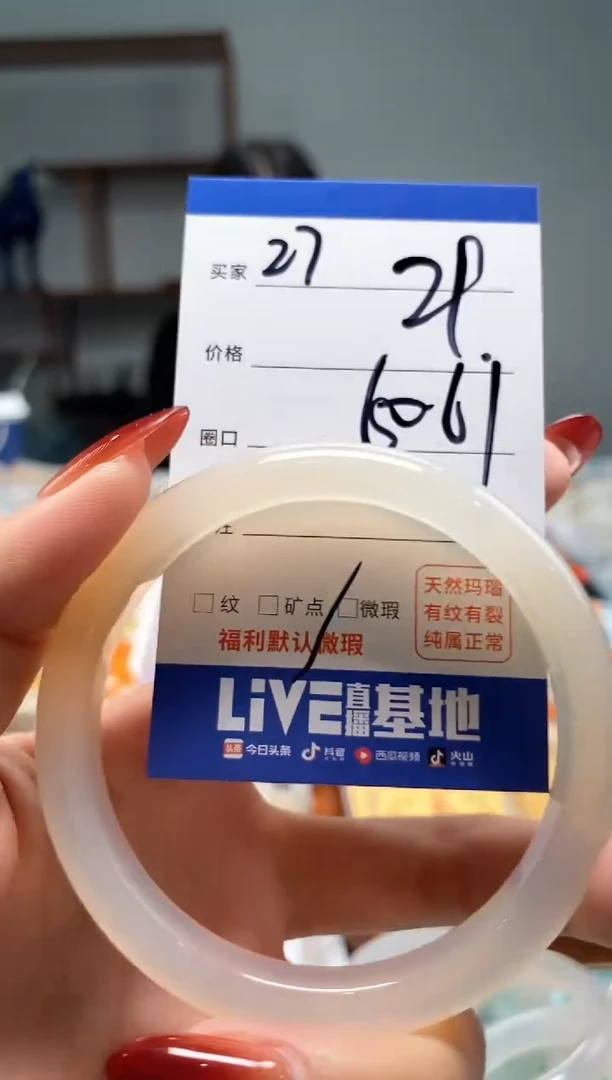 买家 27
价格
圈口
注
□纹 □矿点 □微瑕
福利默认微瑕
天然玛瑙
有纹有裂
纯属正常
LiVE直播基地
头条 今日头条 抖音 西瓜视频 火山